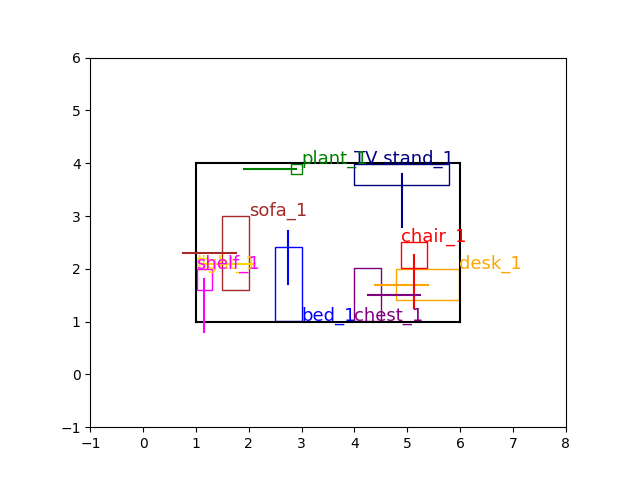 6
5
4
3
2
1
0
−1
−1 0 1 2 3 4 5 6 7 8
plant_1
TV stand_1
sofa_1
chair_1
shelf_1
desk_1
bed_1
chest_1